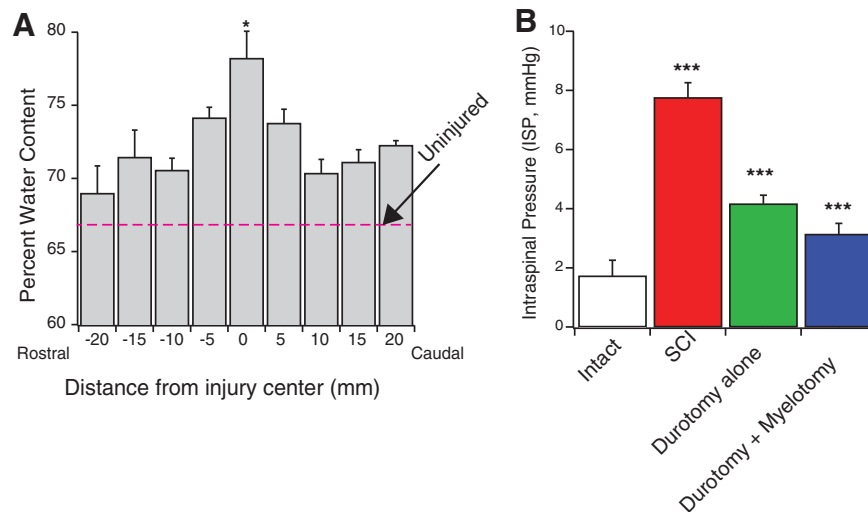 A
80
75
70
65
60
Percent Water Content
*
Uninjured
-20 -15 -10 -5 0 5 10 15 20
Rostral Caudal
Distance from injury center (mm)
B
10
8
6
4
2
0
Intraspinal Pressure (ISP, mmHg)
***
***
***
Intact
SCI
Durotomy alone
Durotomy + Myelotomy